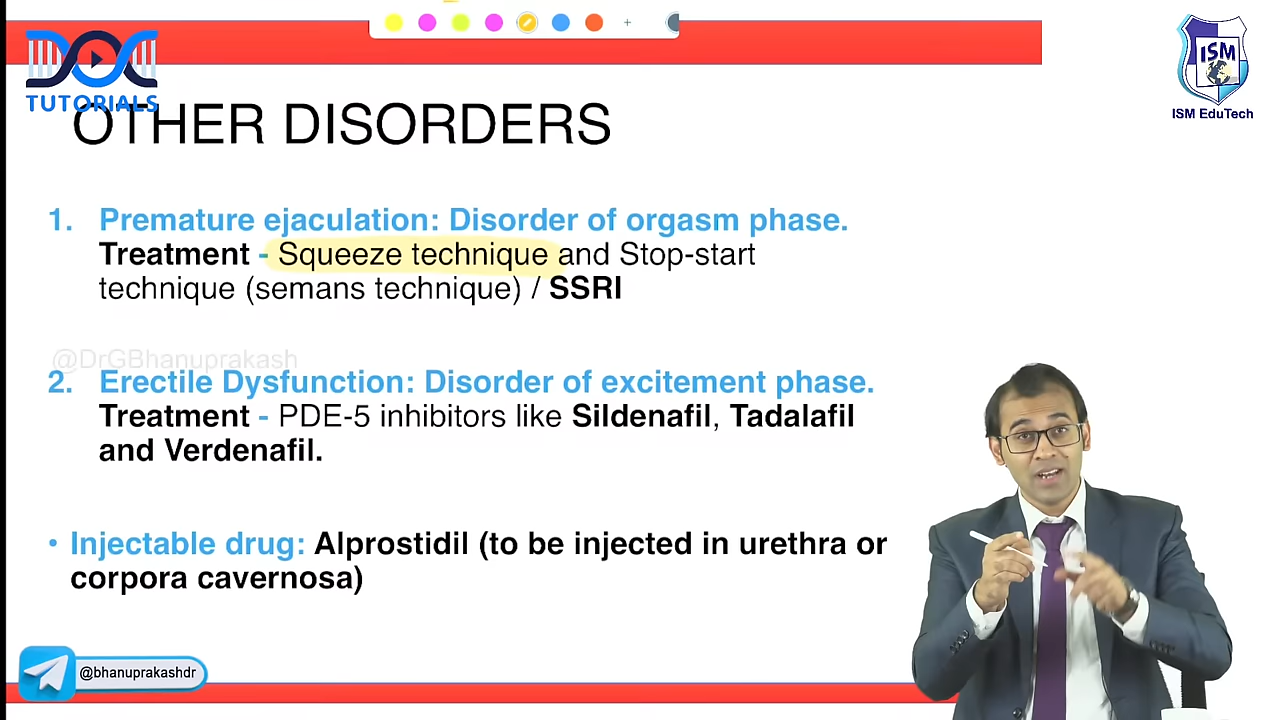 DOC
TUTORIALS
ISM
ISM EduTech
OTHER DISORDERS
1. Premature ejaculation: Disorder of orgasm phase.
Treatment - Squeeze technique and Stop-start
technique (semans technique) / SSRI
@DrGBhanuprakash
2. Erectile Dysfunction: Disorder of excitement phase.
Treatment - PDE-5 inhibitors like Sildenafil, Tadalafil
and Verdenafil.
• Injectable drug: Alprostidil (to be injected in urethra or
corpora cavernosa)
@bhanuprakashdr